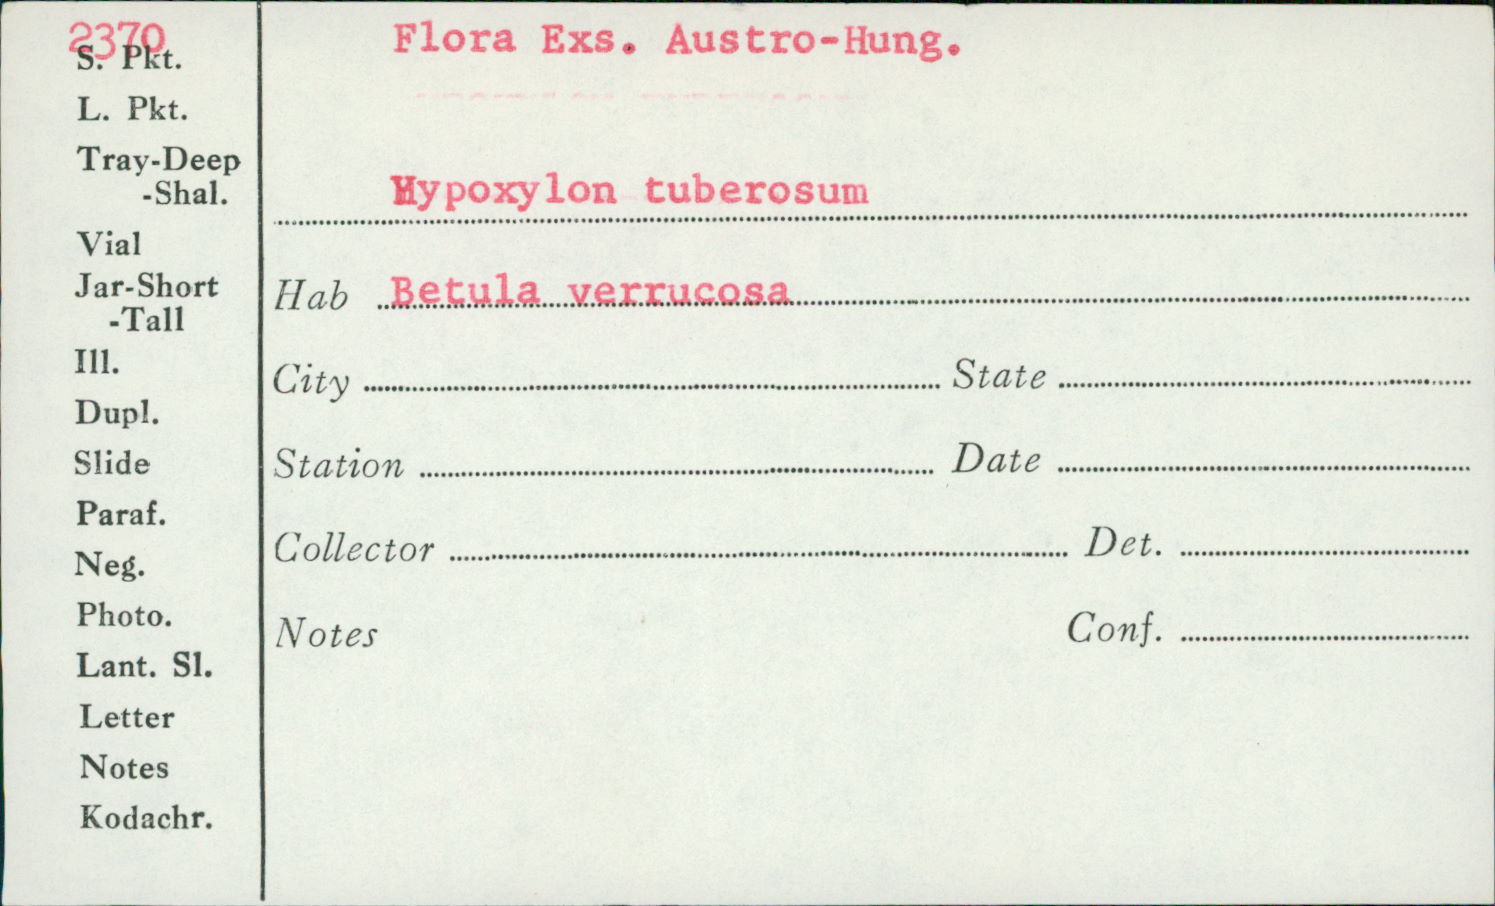 2370
Flora Exs. Austro-Hung.
S. Pkt.
L. Pkt.
Tray-Deep
-Shal.
Hypoxylon tuberosum
Vial
Jar-Short
-Tall
Hab Betula verrucosa
Ill.
City State
Dupl.
Slide
Station Date
Paraf.
Collector Det.
Neg.
Photo.
Notes Conf.
Lant. Sl.
Letter
Notes
Kodachr.